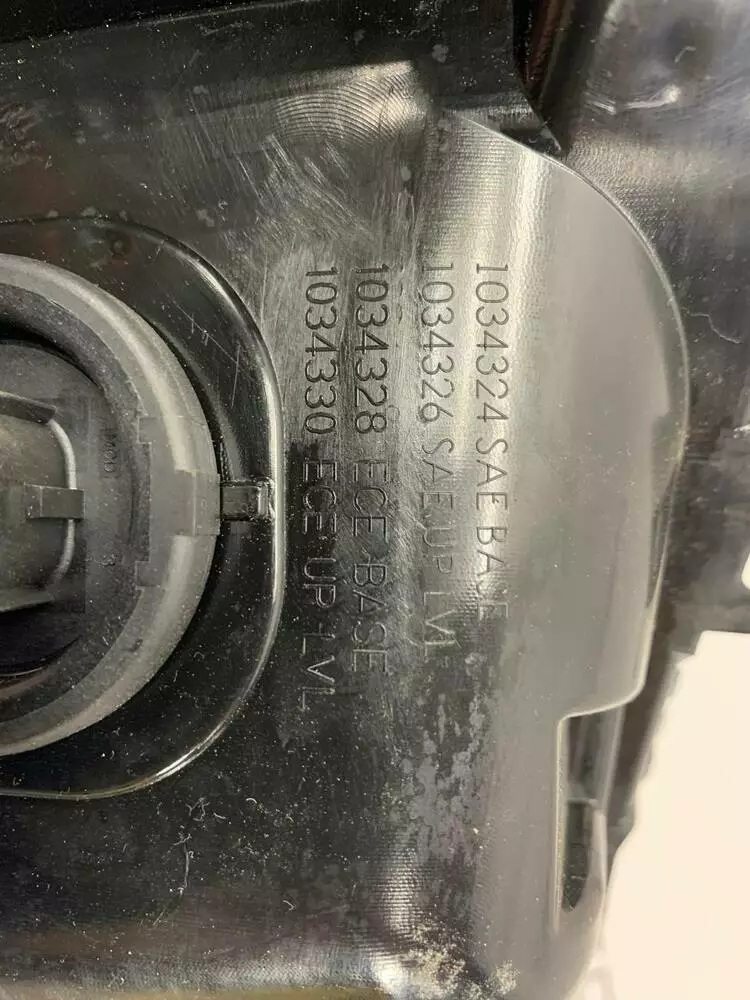 1034324 SAE BASE
1034326 SAE UP LVL
1034328 ECE BASE
1034330 ECE UP LVL